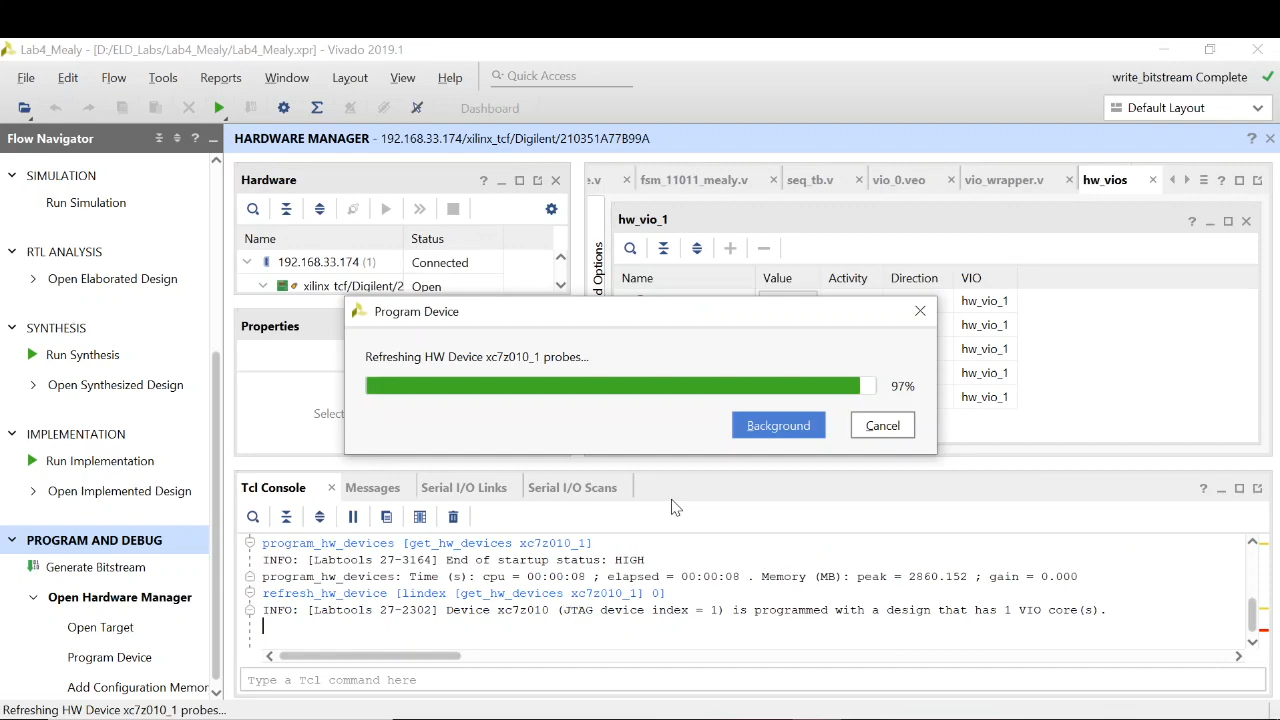 Lab4_Mealy - [D:/ELD_Labs/Lab4_Mealy/Lab4_Mealy.xpr] - Vivado 2019.1
File Edit Flow Tools Reports Window Layout View Help Quick Access write_bitstream Complete
Dashboard Default Layout
Flow Navigator
HARDWARE MANAGER - 192.168.33.174/xilinx_tcf/Digilent/210351A77B99A
SIMULATION
Run Simulation
RTL ANALYSIS
Open Elaborated Design
SYNTHESIS
Run Synthesis
Open Synthesized Design
IMPLEMENTATION
Run Implementation
Open Implemented Design
PROGRAM AND DEBUG
Generate Bitstream
Open Hardware Manager
Open Target
Program Device
Add Configuration Memor
Hardware
Name Status
192.168.33.174 (1) Connected
xilinx_tcf/Digilent/2 Open
Properties
Select
e.v fsm_11011_mealy.v seq_tb.v vio_0.veo vio_wrapper.v hw_vios
d Options
hw_vio_1
Name Value Activity Direction VIO
hw_vio_1
hw_vio_1
hw_vio_1
hw_vio_1
hw_vio_1
Program Device
Refreshing HW Device xc7z010_1 probes...
97%
Background Cancel
Tcl Console Messages Serial I/O Links Serial I/O Scans
program_hw_devices [get_hw_devices xc7z010_1]
INFO: [Labtools 27-3164] End of startup status: HIGH
program_hw_devices: Time (s): cpu = 00:00:08 ; elapsed = 00:00:08 . Memory (MB): peak = 2860.152 ; gain = 0.000
refresh_hw_device [lindex [get_hw_devices xc7z010_1] 0]
INFO: [Labtools 27-2302] Device xc7z010 (JTAG device index = 1) is programmed with a design that has 1 VIO core(s).
Type a Tcl command here
Refreshing HW Device xc7z010_1 probes...